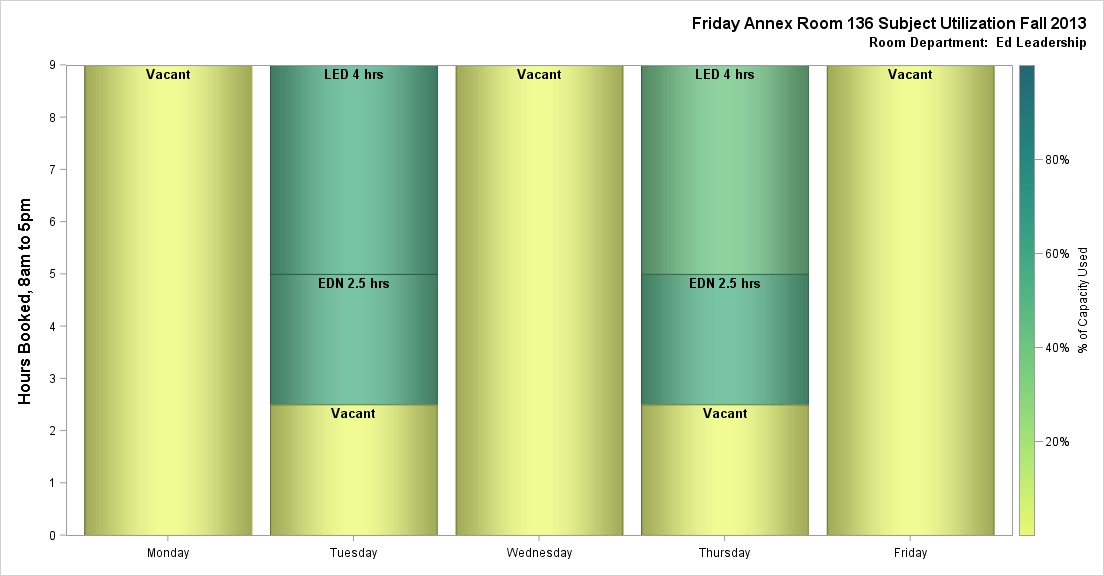 Friday Annex Room 136 Subject Utilization Fall 2013
Room Department: Ed Leadership
Hours Booked, 8am to 5pm
9
8
7
6
5
4
3
2
1
0
Vacant
LED 4 hrs
Vacant
LED 4 hrs
Vacant
EDN 2.5 hrs
EDN 2.5 hrs
Vacant
Vacant
Monday
Tuesday
Wednesday
Thursday
Friday
80%
60%
40%
20%
% of Capacity Used